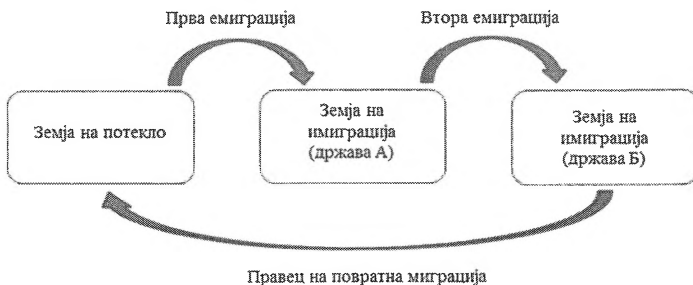 Прва емиграција
Втора емиграција
Земја на потекло
Земја на
имиграција
(држава А)
Земја на
имиграција
(држава Б)
Правец на повратна миграција